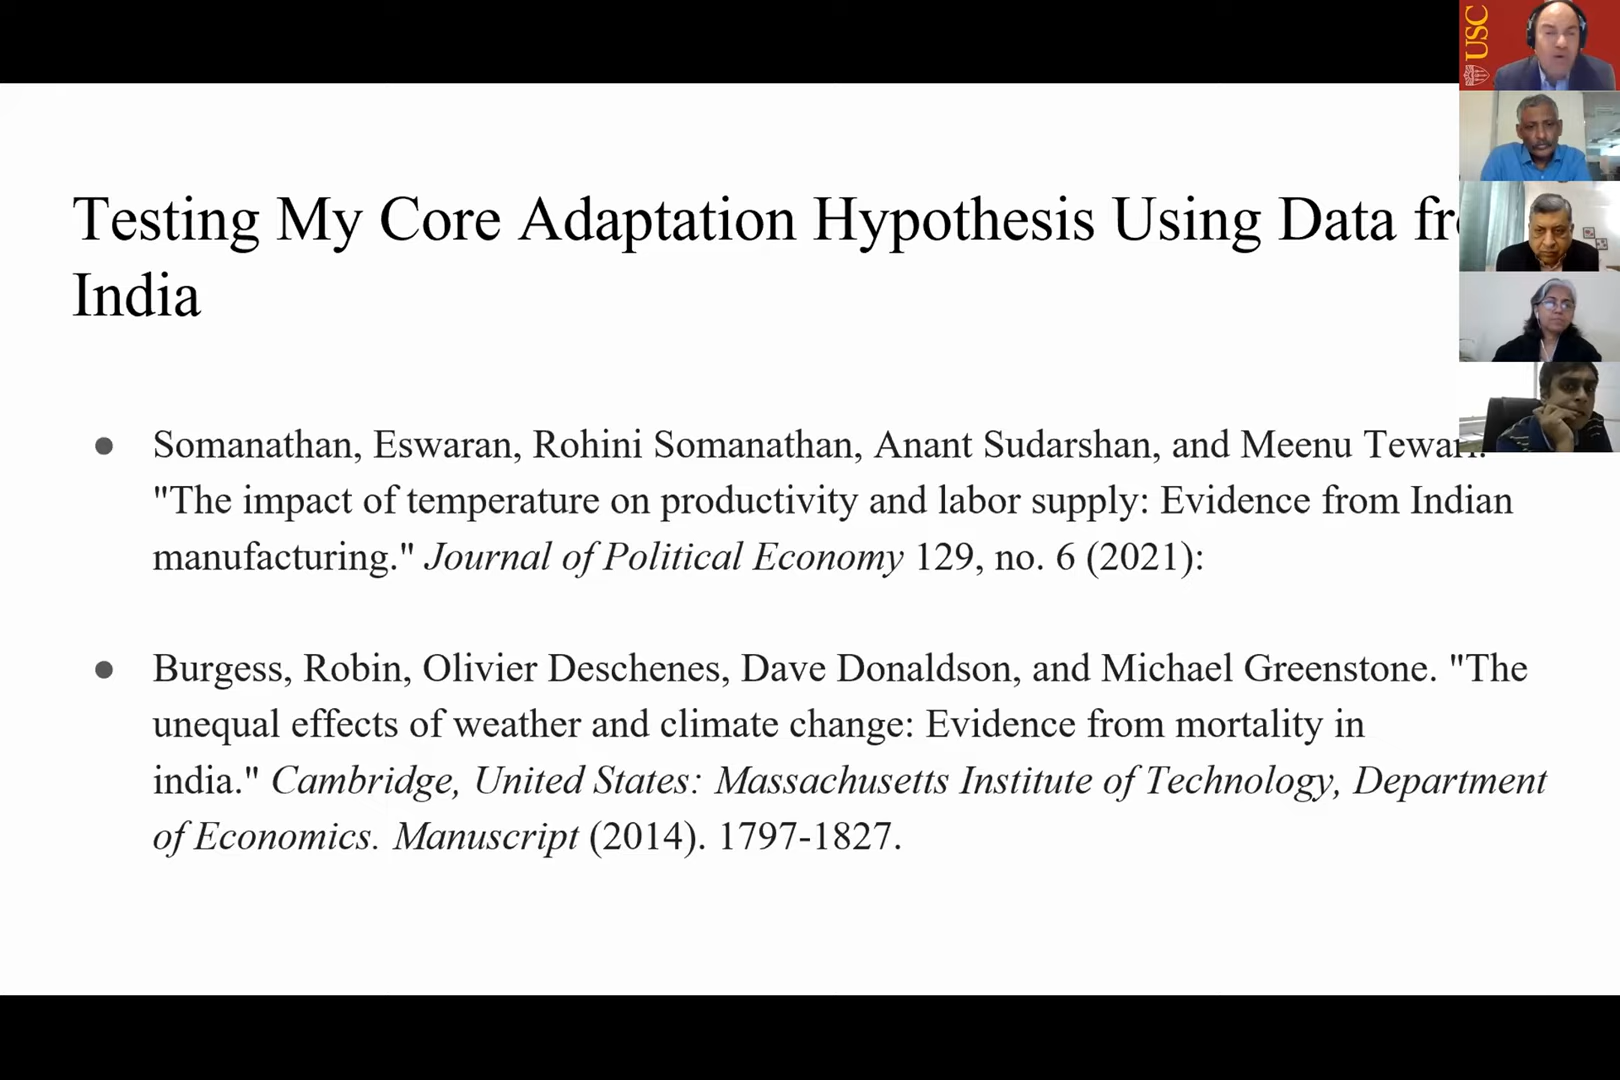 Testing My Core Adaptation Hypothesis Using Data fr
India
● Somanathan, Eswaran, Rohini Somanathan, Anant Sudarshan, and Meenu Tewari.
"The impact of temperature on productivity and labor supply: Evidence from Indian
manufacturing." Journal of Political Economy 129, no. 6 (2021):
● Burgess, Robin, Olivier Deschenes, Dave Donaldson, and Michael Greenstone. "The
unequal effects of weather and climate change: Evidence from mortality in
india." Cambridge, United States: Massachusetts Institute of Technology, Department
of Economics. Manuscript (2014). 1797-1827.
USC